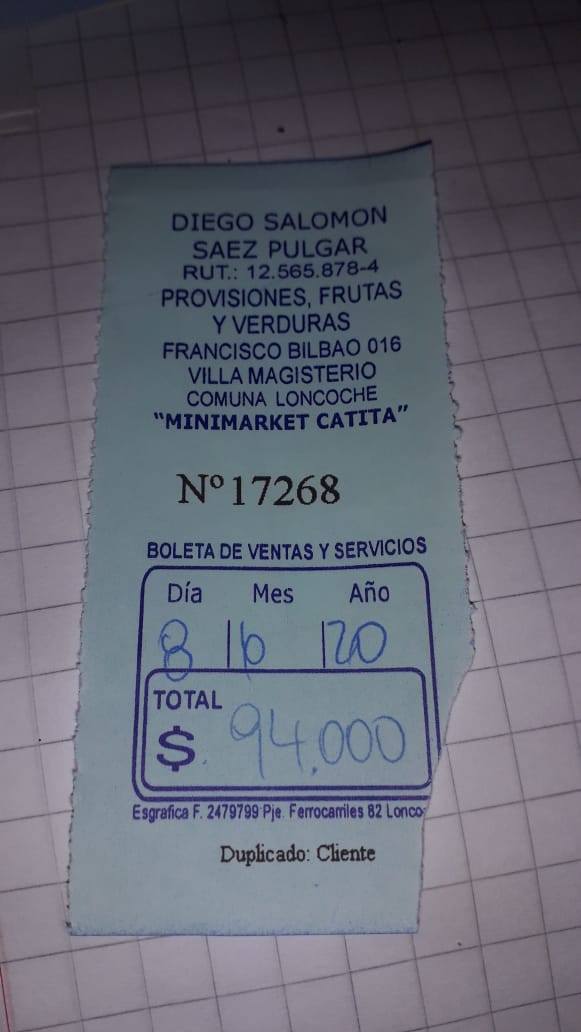 DIEGO SALOMON
SAEZ PULGAR
RUT.: 12.565.878-4
PROVISIONES, FRUTAS
Y VERDURAS
FRANCISCO BILBAO 016
VILLA MAGISTERIO
COMUNA LONCOCHE
"MINIMARKET CATITA"
Nº 17268
BOLETA DE VENTAS Y SERVICIOS
Día Mes Año
8 | 6 | 20
TOTAL
$. 94.000
Esgrafica F. 2479799 Pje. Ferrocarriles 82 Lonco
Duplicado: Cliente